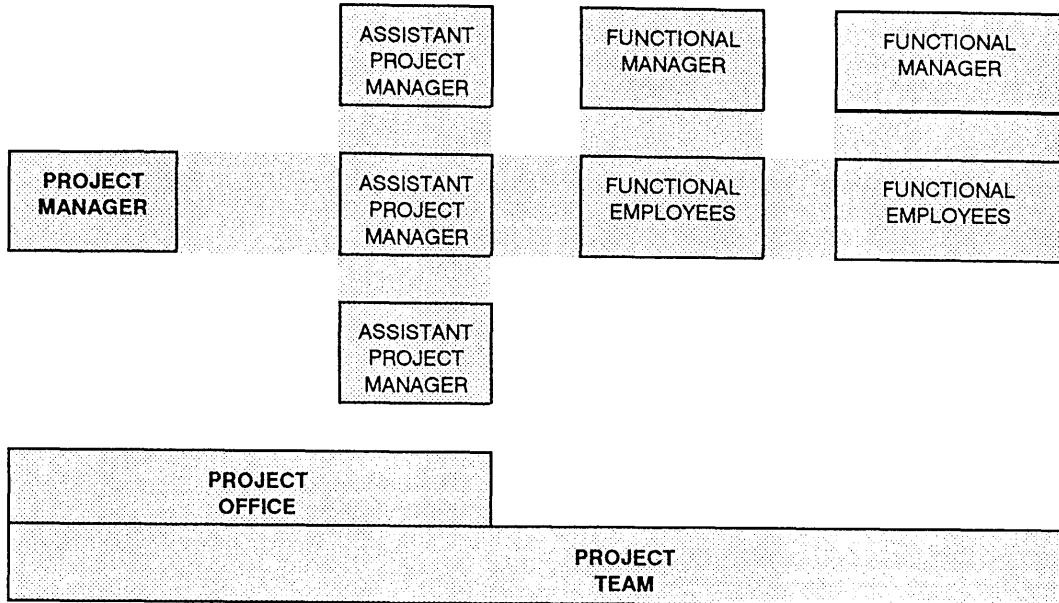 ASSISTANT
PROJECT
MANAGER
FUNCTIONAL
MANAGER
FUNCTIONAL
MANAGER
PROJECT
MANAGER
ASSISTANT
PROJECT
MANAGER
FUNCTIONAL
EMPLOYEES
FUNCTIONAL
EMPLOYEES
ASSISTANT
PROJECT
MANAGER
PROJECT
OFFICE
PROJECT
TEAM